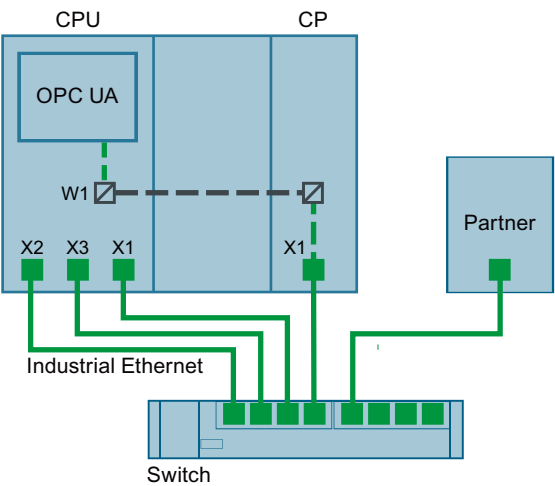 CPU
CP
OPC UA
W1
Partner
X2
X3
X1
X1
Industrial Ethernet
Switch